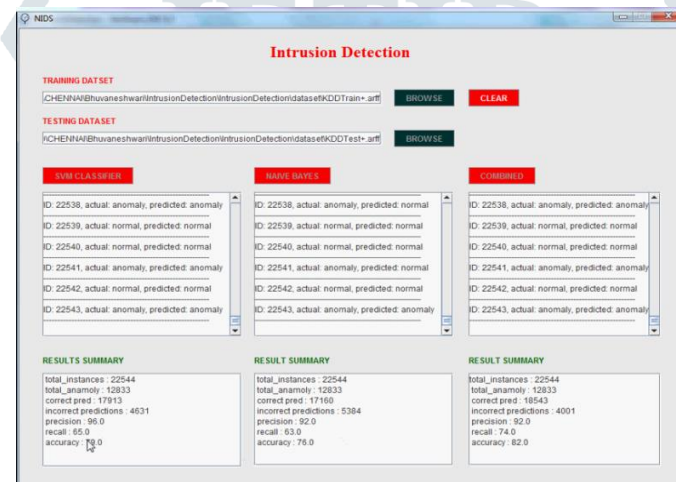 NIDS
Intrusion Detection
TRAINING DATSET
.CHENNAI\Bhuvaneshwari\IntrusionDetection\IntrusionDetection\dataset\KDDTrain+.arff
BROWSE
CLEAR
TESTING DATASET
\CHENNAI\Bhuvaneshwari\IntrusionDetection\IntrusionDetection\dataset\KDDTest+.arff
BROWSE
SVM CLASSIFIER
ID: 22538, actual: anomaly, predicted: anomaly
ID: 22539, actual: normal, predicted: normal
ID: 22540, actual: normal, predicted: normal
ID: 22541, actual: anomaly, predicted: anomaly
ID: 22542, actual: normal, predicted: normal
ID: 22543, actual: anomaly, predicted: anomaly
RESULTS SUMMARY
total_instances : 22544
total_anamoly : 12833
correct pred : 17913
incorrect predictions : 4631
precision : 96.0
recall : 65.0
accuracy :
NAIVE BAYES
ID: 22538, actual: anomaly, predicted: normal
ID: 22539, actual: normal, predicted: normal
ID: 22540, actual: normal, predicted: normal
ID: 22541, actual: anomaly, predicted: normal
ID: 22542, actual: normal, predicted: normal
ID: 22543, actual: anomaly, predicted: anomaly
RESULT SUMMARY
total_instances : 22544
total_anamoly : 12833
correct pred : 17160
incorrect predictions : 5384
precision : 92.0
recall : 63.0
accuracy : 76.0
COMBINED
ID: 22538, actual: anomaly, predicted: anomaly
ID: 22539, actual: normal, predicted: normal
ID: 22540, actual: normal, predicted: normal
ID: 22541, actual: anomaly, predicted: anomaly
ID: 22542, actual: normal, predicted: normal
ID: 22543, actual: anomaly, predicted: anomaly
RESULT SUMMARY
total_instances : 22544
total_anamoly : 12833
correct pred : 18543
incorrect predictions : 4001
precision : 92.0
recall : 74.0
accuracy : 82.0